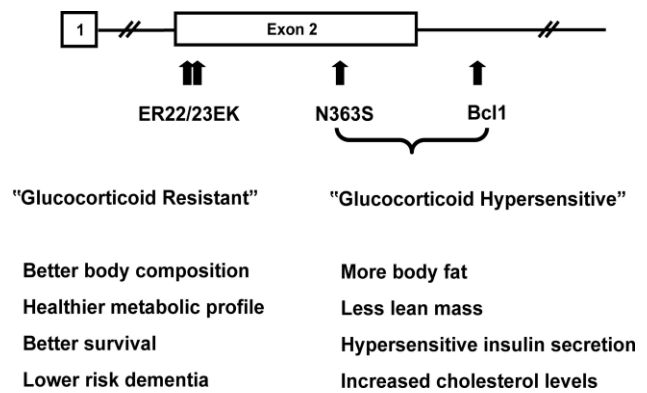 1
Exon 2
ER22/23EK N363S Bcl1
"Glucocorticoid Resistant" "Glucocorticoid Hypersensitive"
Better body composition More body fat
Healthier metabolic profile Less lean mass
Better survival Hypersensitive insulin secretion
Lower risk dementia Increased cholesterol levels